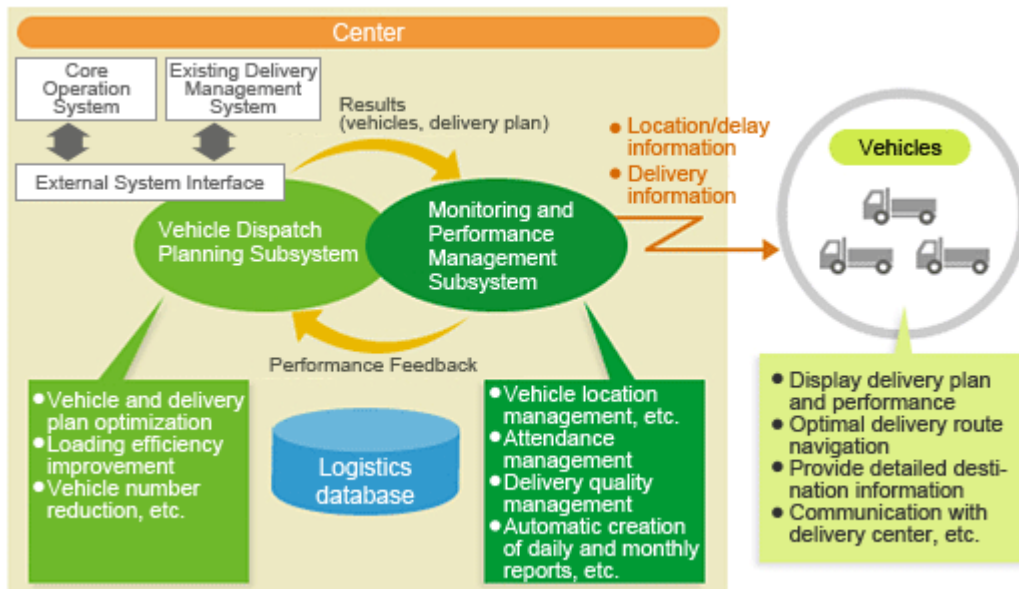 Center
Core
Operation
System
Existing Delivery
Management
System
External System Interface
Results
(vehicles, delivery plan)
Vehicle Dispatch
Planning Subsystem
Monitoring and
Performance
Management
Subsystem
Performance Feedback
● Location/delay
information
● Delivery
information
Vehicles
●Vehicle and delivery
plan optimization
●Loading efficiency
improvement
●Vehicle number
reduction, etc.
Logistics
database
●Vehicle location
management, etc.
●Attendance
management
●Delivery quality
management
●Automatic creation
of daily and monthly
reports, etc.
● Display delivery plan
and performance
● Optimal delivery route
navigation
● Provide detailed desti-
nation information
● Communication with
delivery center, etc.